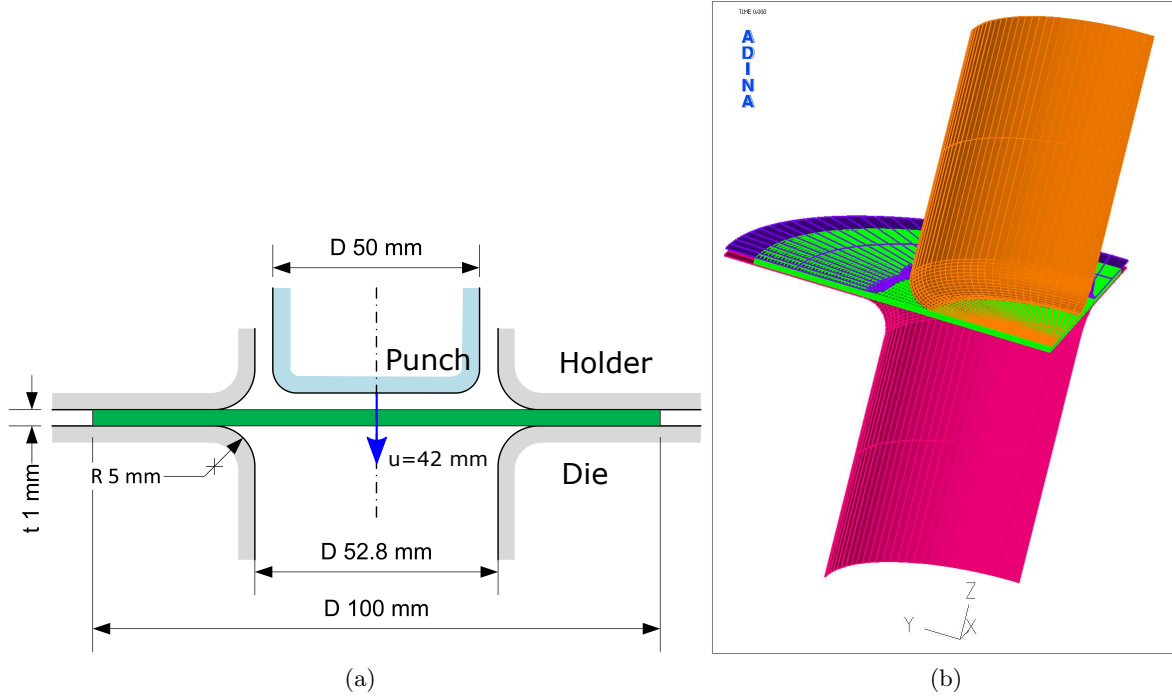 D 50 mm
Punch
Holder
R 5 mm
u=42 mm
Die
t 1 mm
D 52.8 mm
D 100 mm
(a)
TIME 0.000
A
D
I
N
A
Z
Y
X
(b)